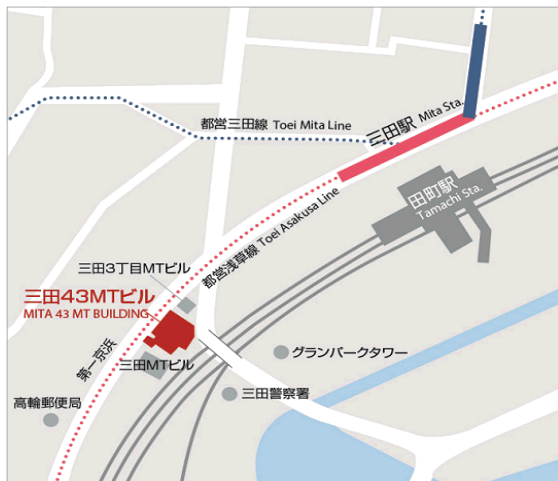 都営三田線 Toei Mita Line
三田駅 Mita Sta.
田町駅
Tamachi Sta.
都営浅草線 Toei Asakusa Line
三田3丁目MTビル
三田43MTビル
MITA 43 MT BUILDING
第一京浜
三田MTビル
グランパークタワー
三田警察署
高輪郵便局